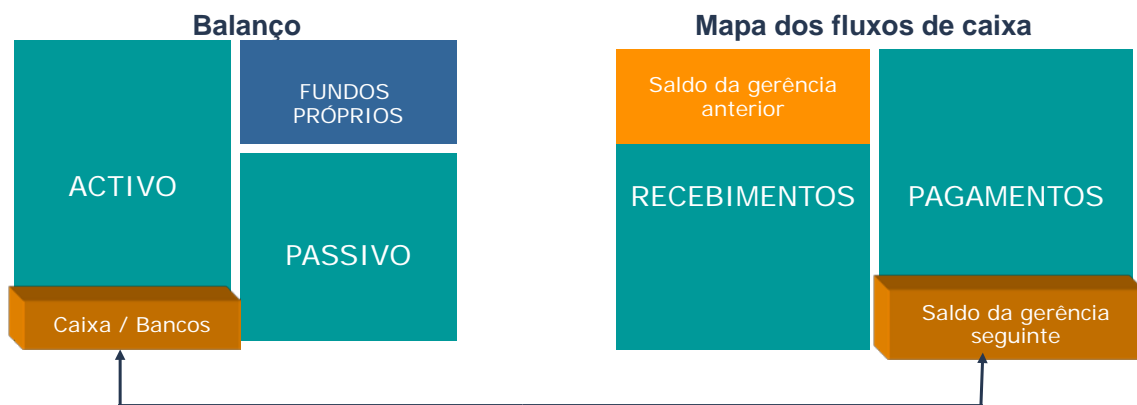 Balanço
ACTIVO
FUNDOS
PRÓPRIOS
PASSIVO
Caixa / Bancos
Mapa dos fluxos de caixa
Saldo da gerência
anterior
RECEBIMENTOS
PAGAMENTOS
Saldo da gerência
seguinte